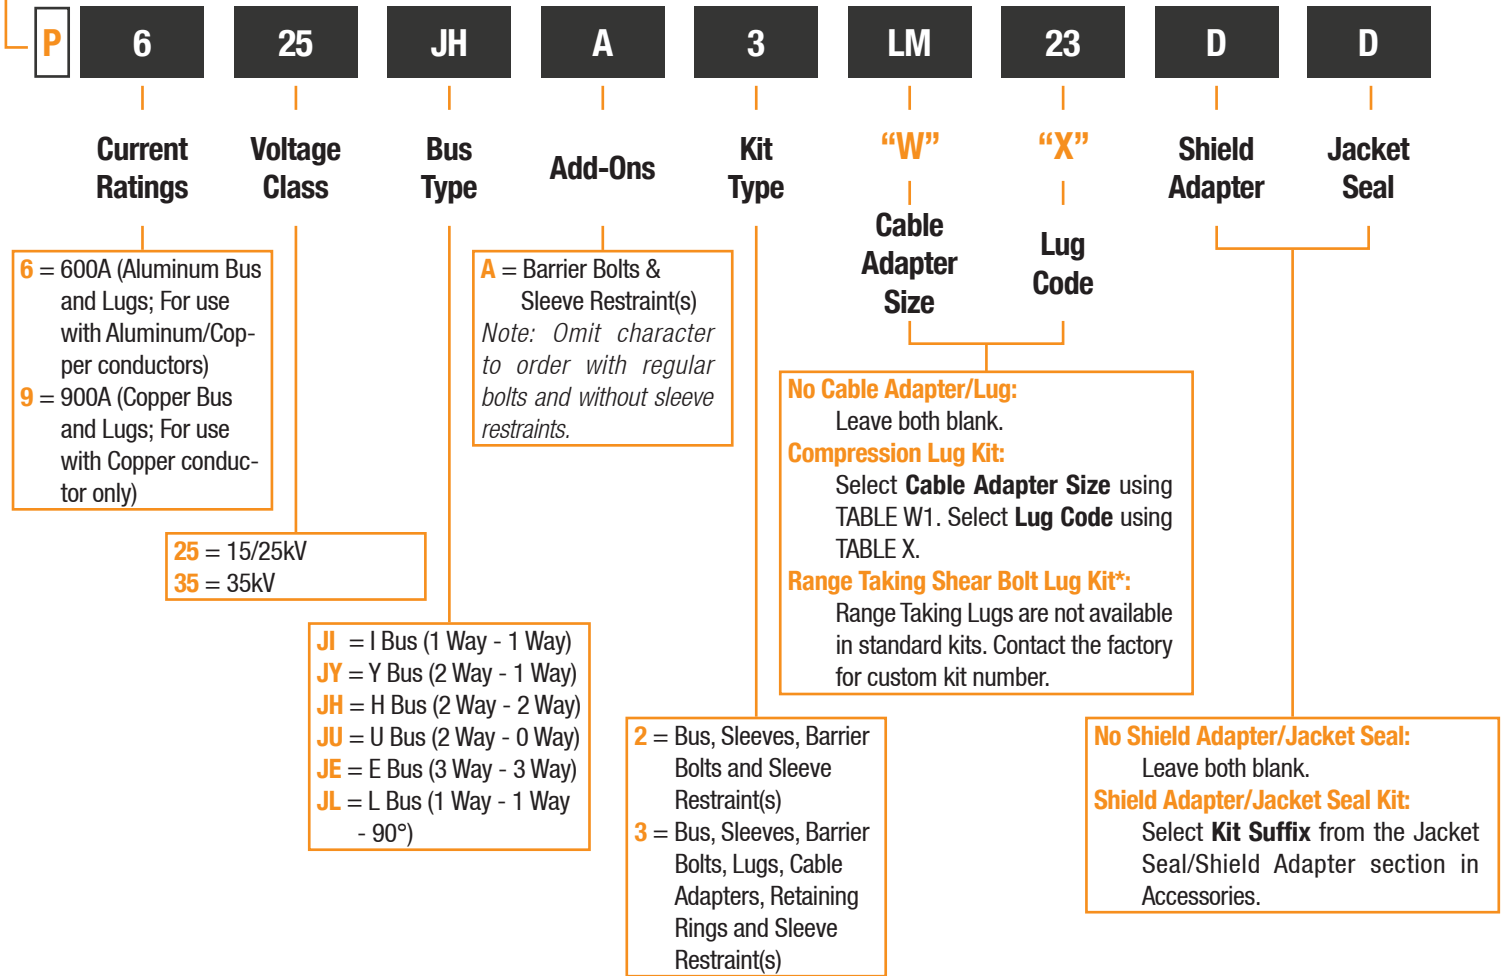 P 6 25 JH A 3 LM 23 D D
Current
Ratings
Voltage
Class
Bus
Type
Add-Ons
Kit
Type
“W”
Cable
Adapter
Size
“X”
Lug
Code
Shield
Adapter
Jacket
Seal
6 = 600A (Aluminum Bus
and Lugs; For use
with Aluminum/Cop-
per conductors)
9 = 900A (Copper Bus
and Lugs; For use
with Copper conduc-
tor only)
25 = 15/25kV
35 = 35kV
JI = I Bus (1 Way - 1 Way)
JY = Y Bus (2 Way - 1 Way)
JH = H Bus (2 Way - 2 Way)
JU = U Bus (2 Way - 0 Way)
JE = E Bus (3 Way - 3 Way)
JL = L Bus (1 Way - 1 Way
- 90°)
A = Barrier Bolts &
Sleeve Restraint(s)
Note: Omit character
to order with regular
bolts and without sleeve
restraints.
2 = Bus, Sleeves, Barrier
Bolts and Sleeve
Restraint(s)
3 = Bus, Sleeves, Barrier
Bolts, Lugs, Cable
Adapters, Retaining
Rings and Sleeve
Restraint(s)
No Cable Adapter/Lug:
Leave both blank.
Compression Lug Kit:
Select Cable Adapter Size using
TABLE W1. Select Lug Code using
TABLE X.
Range Taking Shear Bolt Lug Kit*:
Range Taking Lugs are not available
in standard kits. Contact the factory
for custom kit number.
No Shield Adapter/Jacket Seal:
Leave both blank.
Shield Adapter/Jacket Seal Kit:
Select Kit Suffix from the Jacket
Seal/Shield Adapter section in
Accessories.